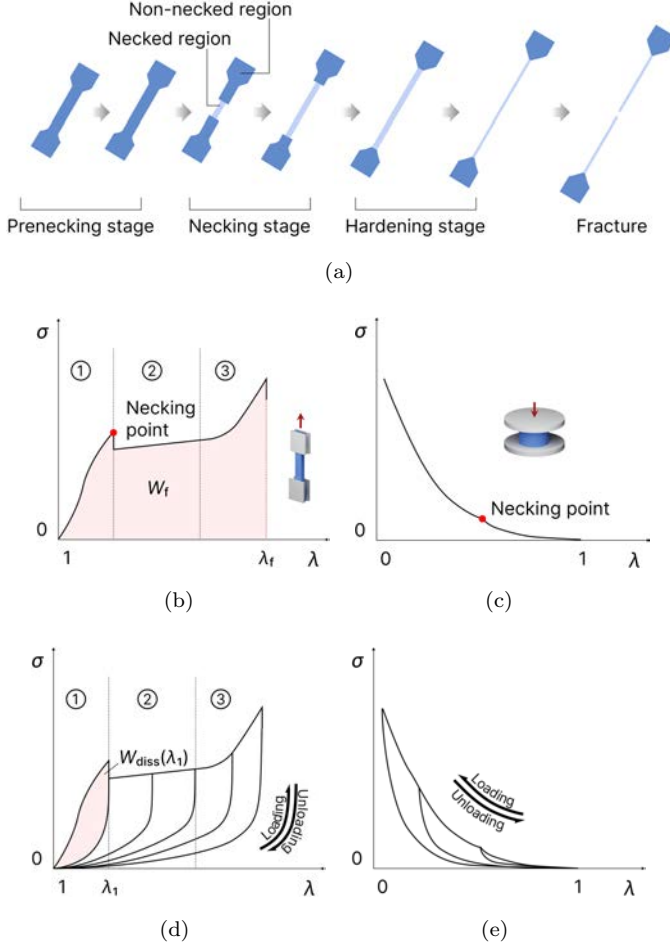 Non-necked region
Necked region
Prenecking stage
Necking stage
Hardening stage
Fracture
(a)
σ
① ② ③
Necking
point
W_f
0
1
λ_f
λ
(b)
σ
Necking point
0
0
1
λ
(c)
σ
① ② ③
W_diss(λ₁)
Loading
Unloading
0
1
λ₁
λ
(d)
σ
Loading
Unloading
0
0
1
λ
(e)